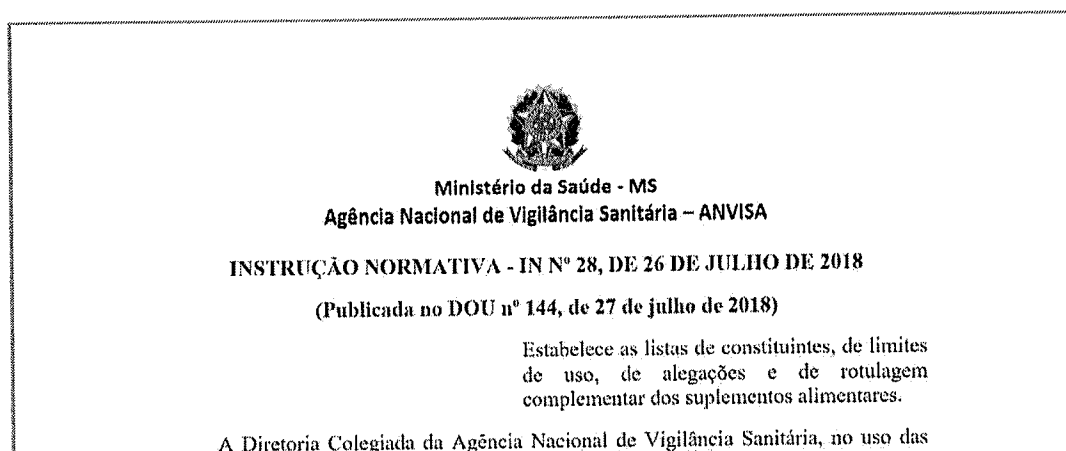 Ministério da Saúde - MS
Agência Nacional de Vigilância Sanitária – ANVISA
INSTRUÇÃO NORMATIVA - IN Nº 28, DE 26 DE JULHO DE 2018
(Publicada no DOU nº 144, de 27 de julho de 2018)
Estabelece as listas de constituintes, de limites
de uso, de alegações e de rotulagem
complementar dos suplementos alimentares.
A Diretoria Colegiada da Agência Nacional de Vigilância Sanitária, no uso das